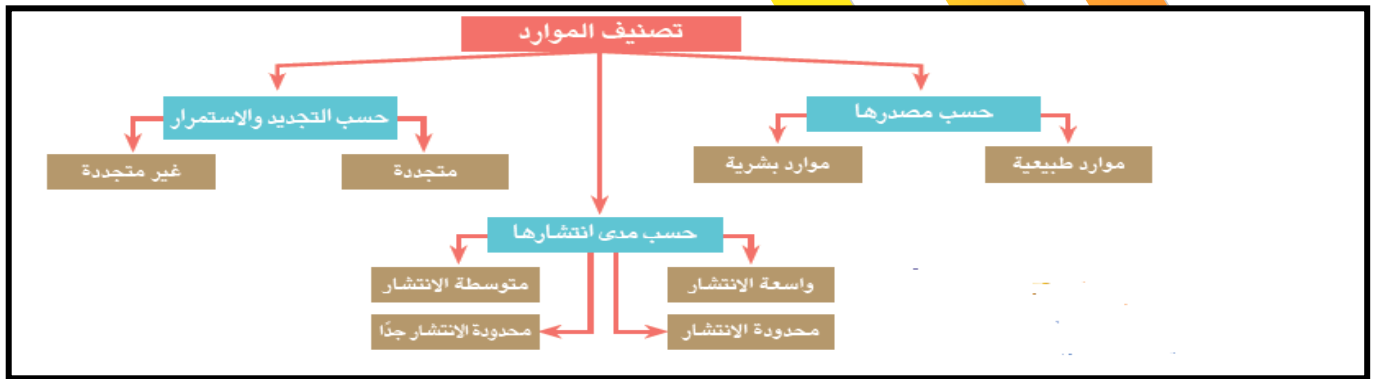 تصنيف الموارد
حسب مصدرها
حسب التجديد والاستمرار
موارد طبيعية
موارد بشرية
متجددة
غير متجددة
حسب مدى انتشارها
واسعة الانتشار
متوسطة الانتشار
محدودة الانتشار
محدودة الانتشار جدًا